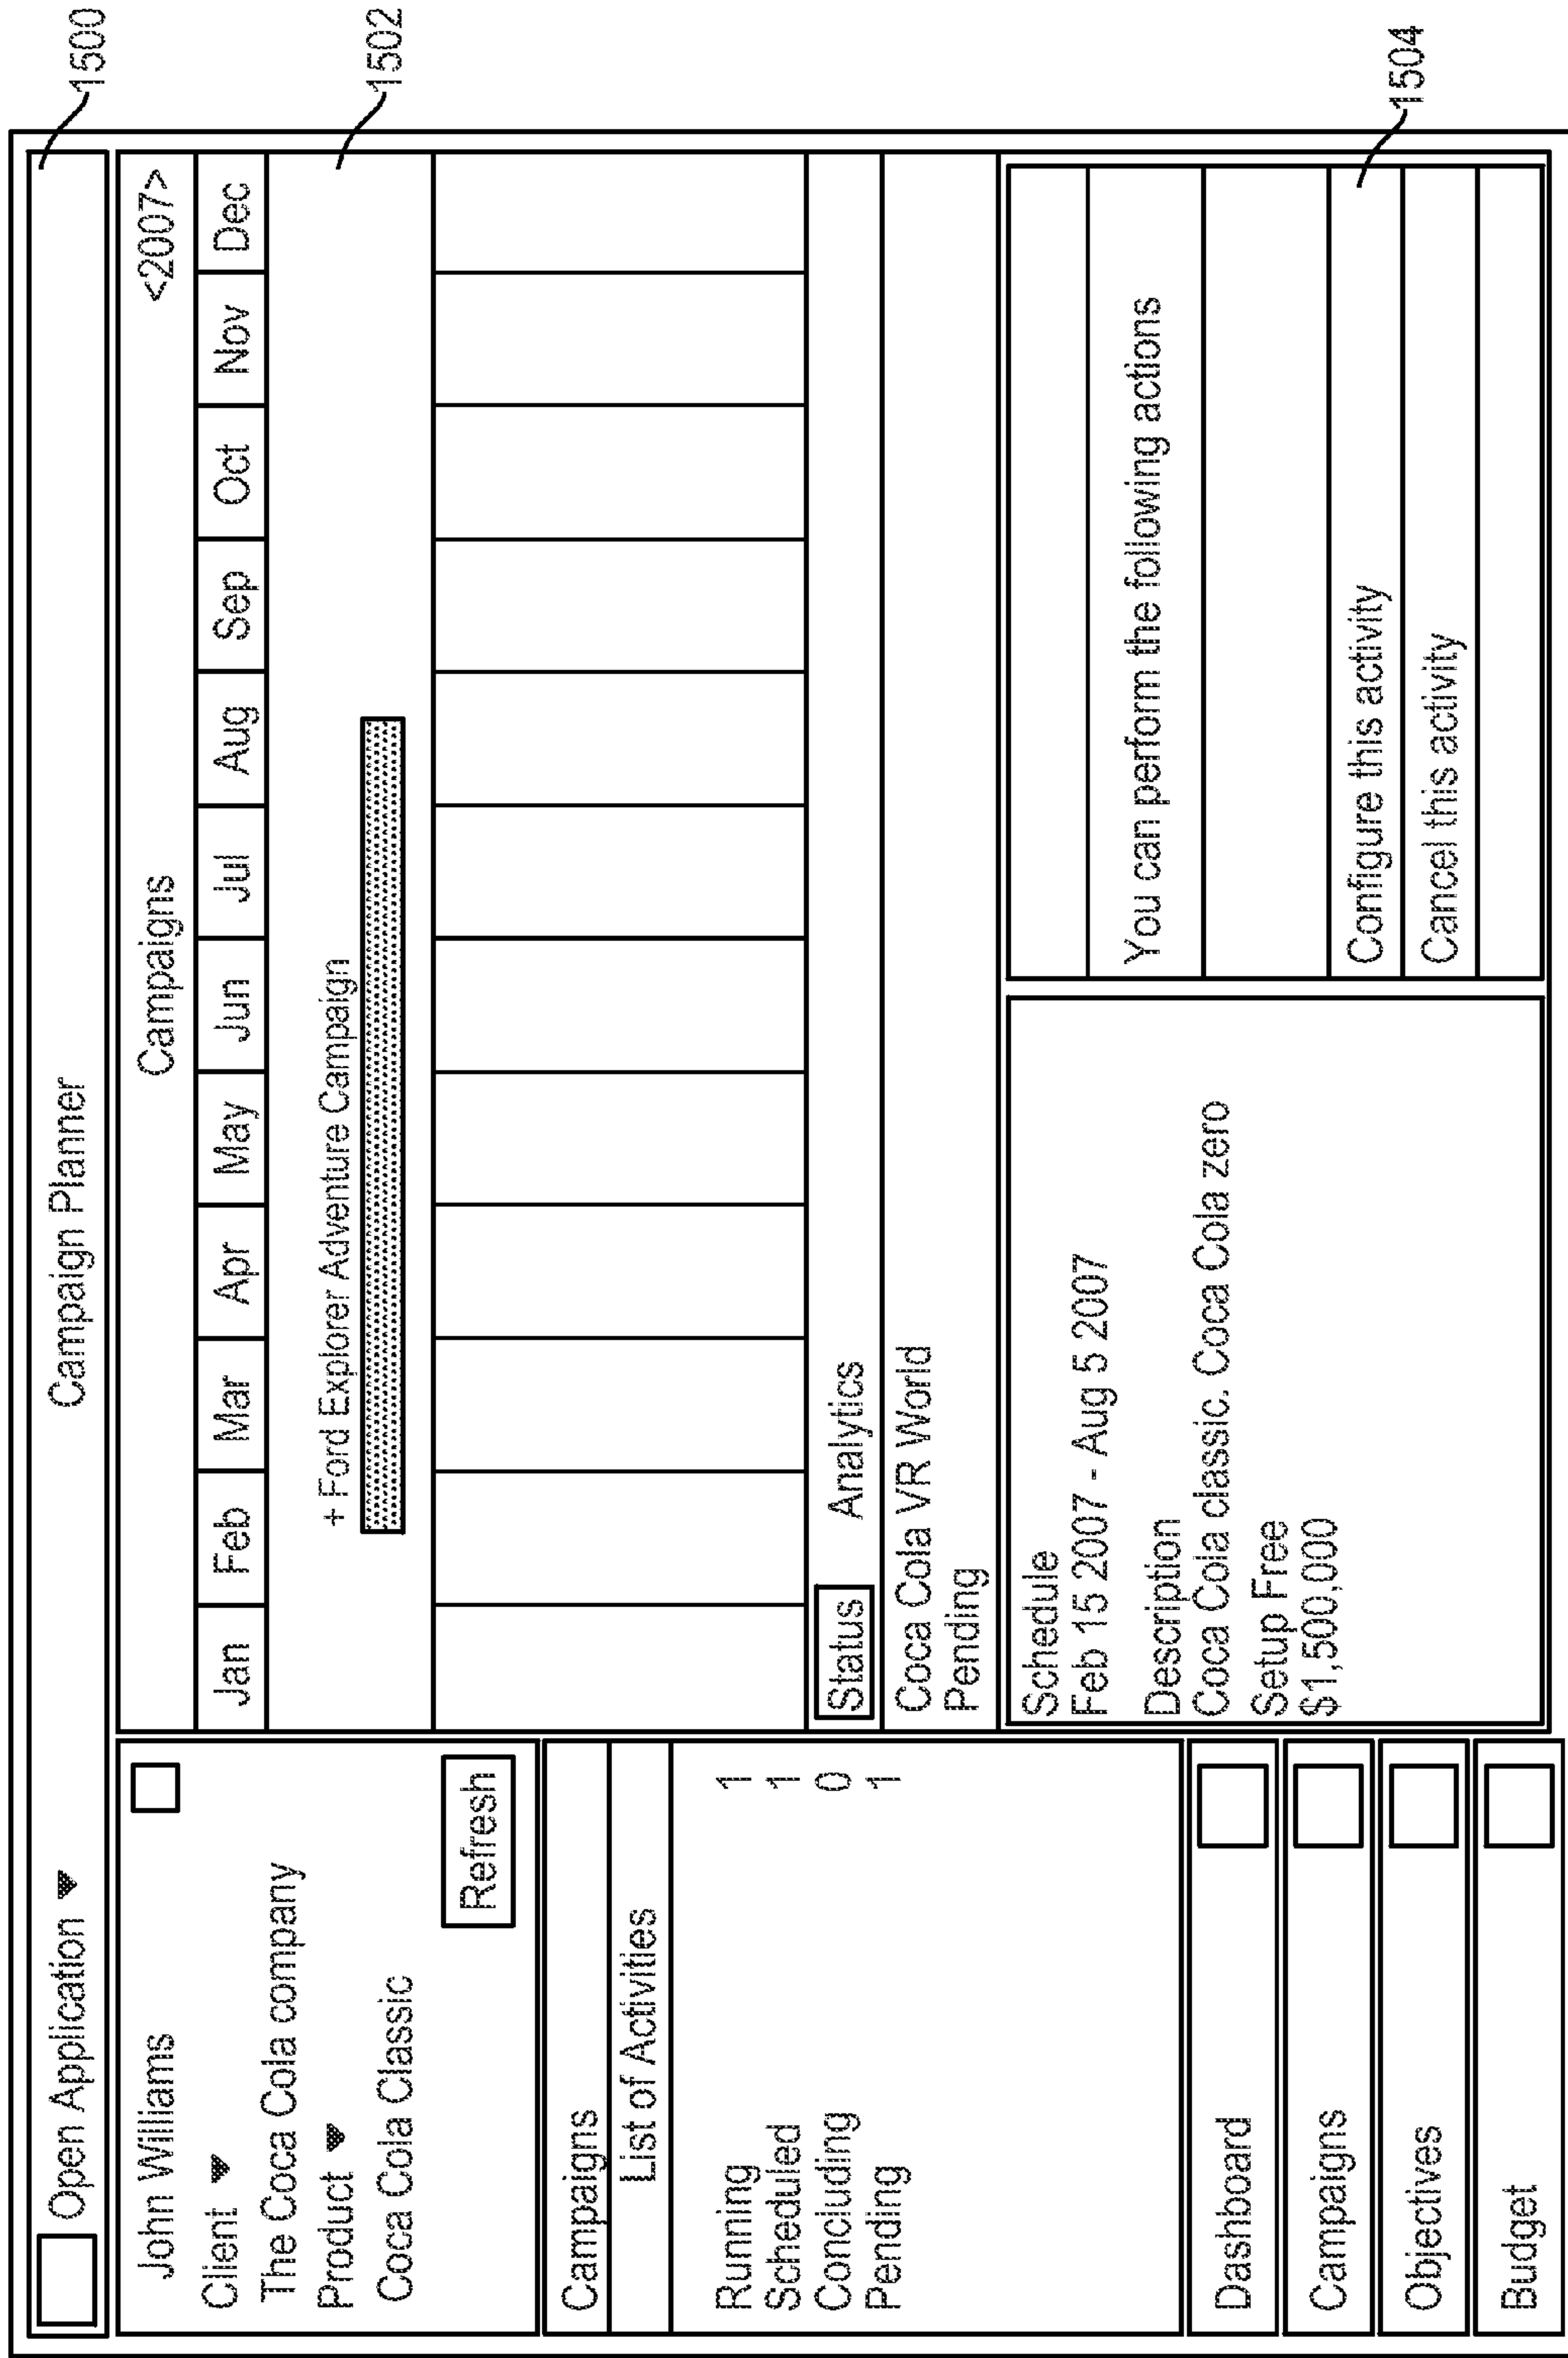 Open Application
Campaign Planner
1500
John Williams
Client
The Coca Cola company
Product
Coca Cola Classic
Refresh
Campaigns
List of Activities
Running 1
Scheduled 1
Concluding 0
Pending 1
Dashboard
Campaigns
Objectives
Budget
Campaigns
<2007>
Jan Feb Mar Apr May Jun Jul Aug Sep Oct Nov Dec
+ Ford Explorer Adventure Campaign
1502
Status Analytics
Coca Cola VR World
Pending
Schedule
Feb 15 2007 - Aug 5 2007
Description
Coca Cola classic. Coca Cola zero
Setup Free
$1,500,000
You can perform the following actions
Configure this activity
Cancel this activity
1504